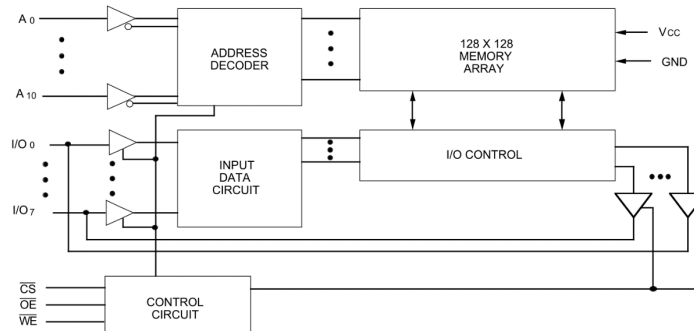 A 0
ADDRESS
DECODER
128 X 128
MEMORY
ARRAY
VCC
GND
A 10
I/O 0
INPUT
DATA
CIRCUIT
I/O CONTROL
I/O7
CS
OE
WE
CONTROL
CIRCUIT